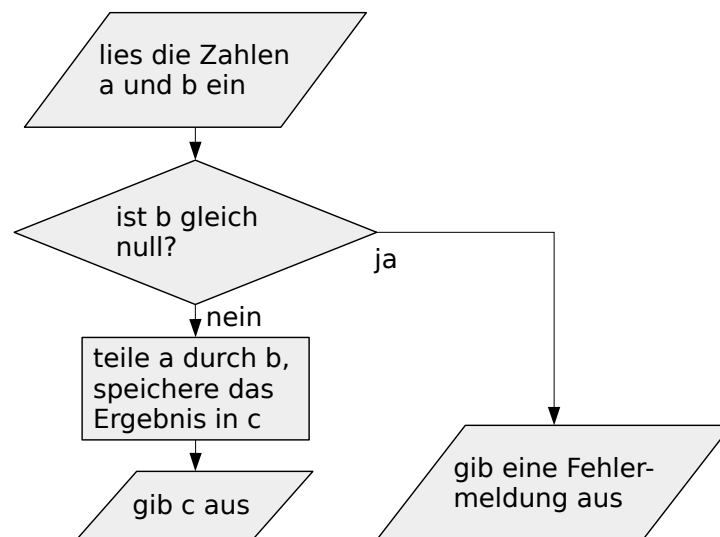 lies die Zahlen
a und b ein
ist b gleich
null?
ja
nein
teile a durch b,
speichere das
Ergebnis in c
gib c aus
gib eine Fehler-
meldung aus